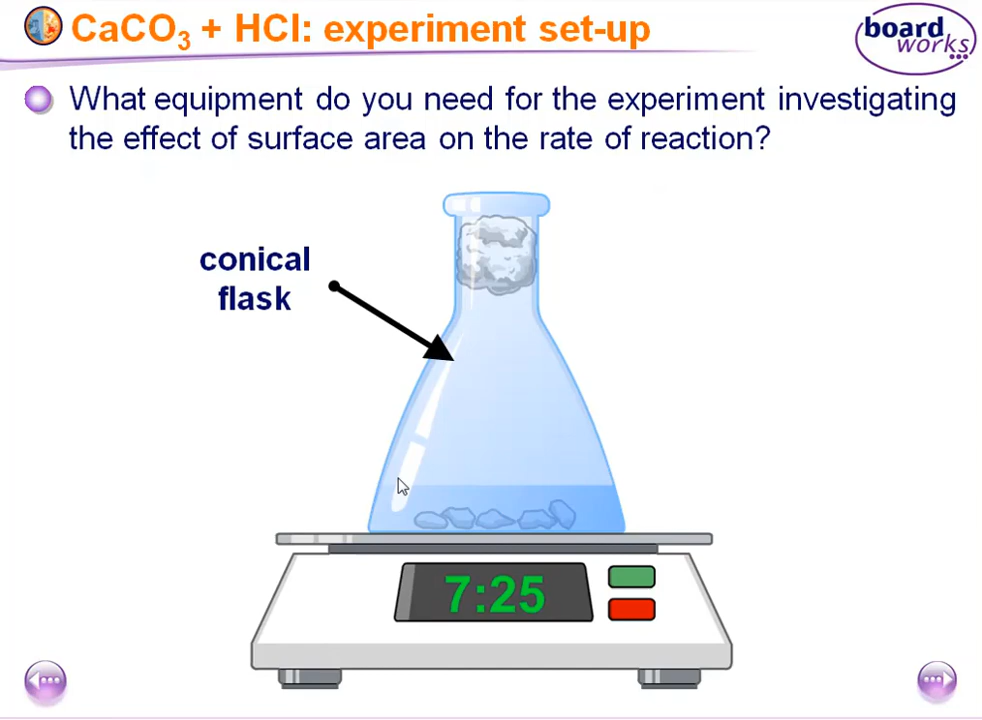 CaCO₃ + HCl: experiment set-up
board
works
What equipment do you need for the experiment investigating
the effect of surface area on the rate of reaction?
conical
flask
7:25